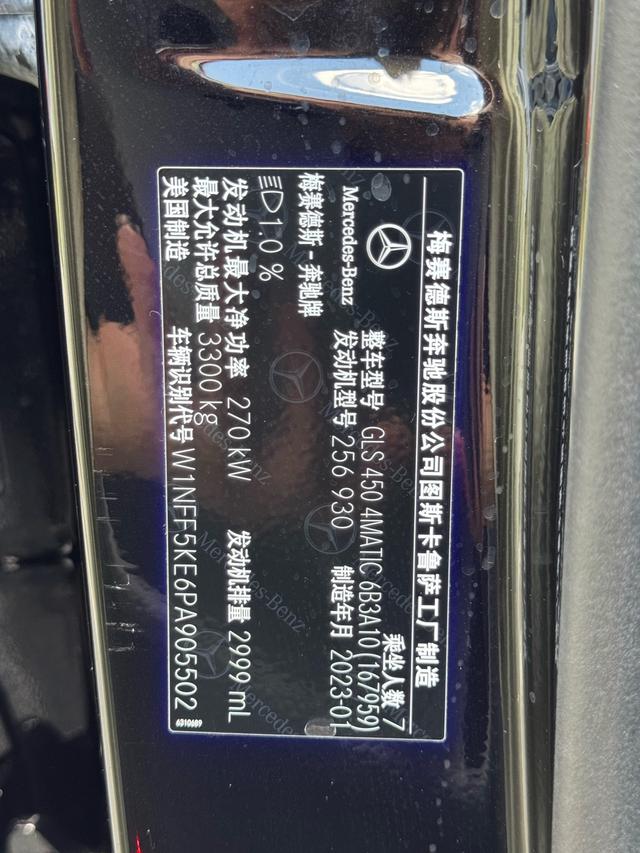 梅赛德斯奔驰股份公司图斯卡鲁萨工厂制造
Mercedes-Benz
乘坐人数 7
整车型号 GLS 450 4MATIC 6B3A10(167959)
梅赛德斯-奔驰牌
发动机型号 256 930 制造年月 2023-01
1.0 %
发动机最大净功率 270 kW 发动机排量 2999 mL
最大允许总质量 3300 kg
美国制造 车辆识别代号 W1NFF5KE6PA905502